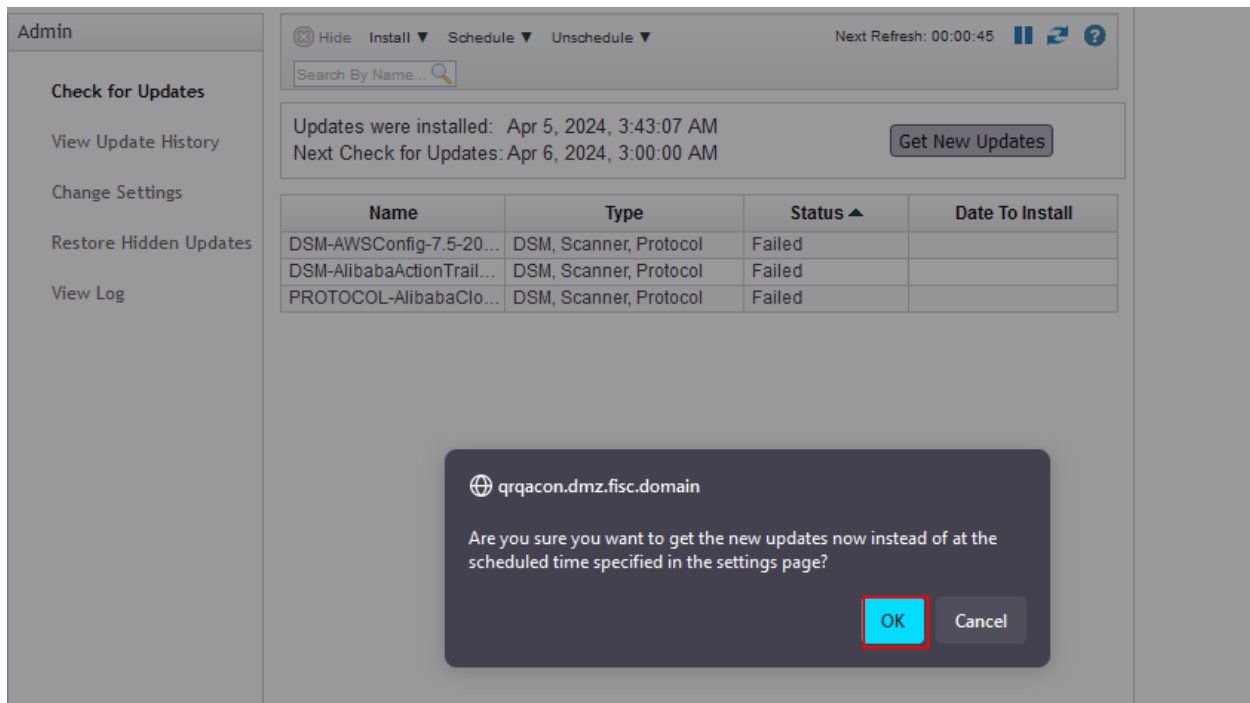 Admin
Check for Updates
View Update History
Change Settings
Restore Hidden Updates
View Log
Hide Install ▼ Schedule ▼ Unschedule ▼ Next Refresh: 00:00:45
Search By Name...
Updates were installed: Apr 5, 2024, 3:43:07 AM
Next Check for Updates: Apr 6, 2024, 3:00:00 AM
Get New Updates
Name Type Status ▲ Date To Install
DSM-AWSConfig-7.5-20... DSM, Scanner, Protocol Failed
DSM-AlibabaActionTrail... DSM, Scanner, Protocol Failed
PROTOCOL-AlibabaClo... DSM, Scanner, Protocol Failed
qrqacon.dmz.fisc.domain
Are you sure you want to get the new updates now instead of at the
scheduled time specified in the settings page?
OK Cancel